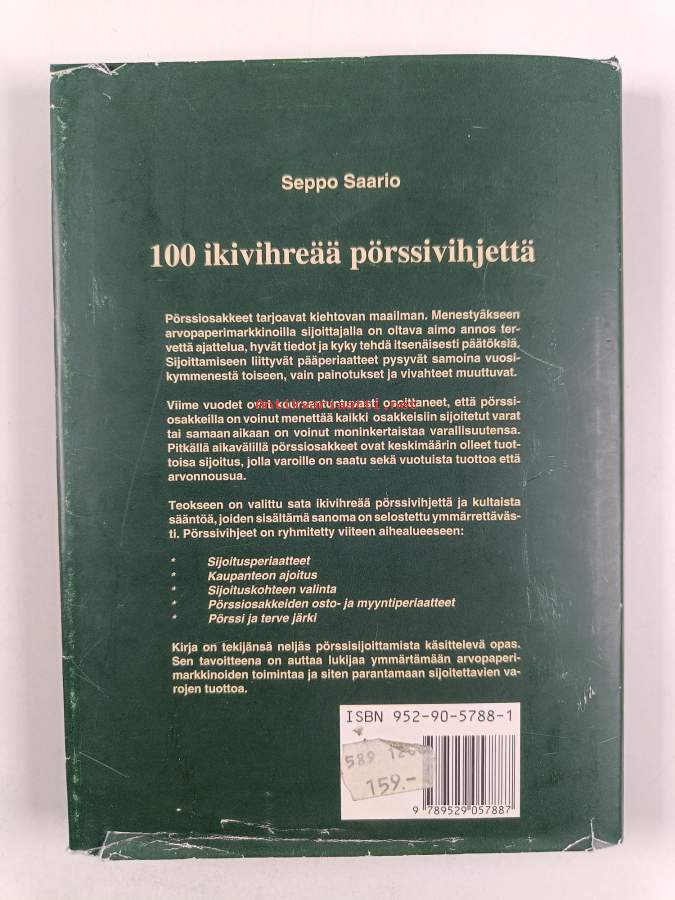 Seppo Saario
100 ikivihreää pörssivihjettä
Pörssiosakkeet tarjoavat kiehtovan maailman. Menestyäkseen
arvopaperimarkkinoilla sijoittajalla on oltava aimo annos ter-
vettä ajattelua, hyvät tiedot ja kyky tehdä itsenäisesti päätöksiä.
Sijoittamiseen liittyvät pääperiaatteet pysyvät samoina vuosi-
kymmenestä toiseen, vain painotukset ja vivahteet muuttuvat.
Viime vuodet ovat kouraantuntuvasti osoittaneet, että pörssi-
osakkeilla on voinut menettää kaikki osakkeisiin sijoitetut varat
tai samaan aikaan on voinut moninkertaistaa varallisuutensa.
Pitkällä aikavälillä pörssiosakkeet ovat keskimäärin olleet tuot-
toisa sijoitus, jolla varoille on saatu sekä vuotuista tuottoa että
arvonnousua.
Teokseen on valittu sata ikivihreää pörssivihjettä ja kultaista
sääntöä, joiden sisältämä sanoma on selostettu ymmärrettäväs-
ti. Pörssivihjeet on ryhmitetty viiteen aihealueeseen:
* Sijoitusperiaatteet
* Kaupanteon ajoitus
* Sijoituskohteen valinta
* Pörssiosakkeiden osto- ja myyntiperiaatteet
* Pörssi ja terve järki
Kirja on tekijänsä neljäs pörssisijoittamista käsittelevä opas.
Sen tavoitteena on auttaa lukijaa ymmärtämään arvopaperi-
markkinoiden toimintaa ja siten parantamaan sijoitettavien va-
rojen tuottoa.
ISBN 952-90-5788-1
589
159.-
9 789529 057887